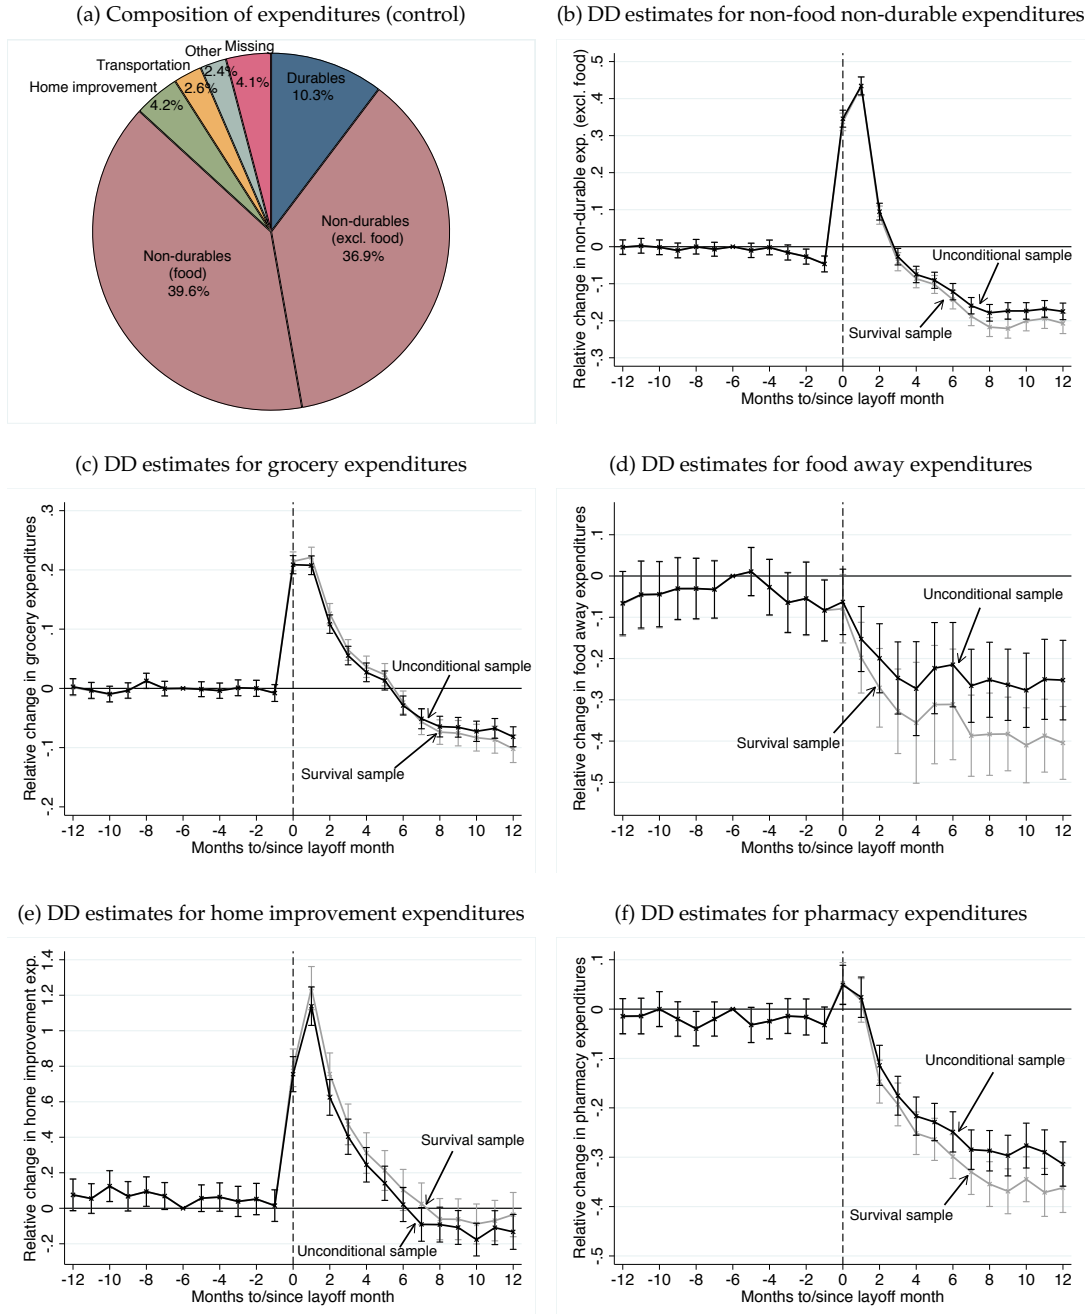 (a) Composition of expenditures (control)
Other Missing
Transportation
Home improvement
4.2%
2.6%
2.4%
4.1%
Durables
10.3%
Non-durables
(excl. food)
36.9%
Non-durables
(food)
39.6%
(b) DD estimates for non-food non-durable expenditures
Relative change in non-durable exp. (excl. food)
.5
.4
.3
.2
.1
0
-.1
-.2
-.3
Unconditional sample
Survival sample
-12 -10 -8 -6 -4 -2 0 2 4 6 8 10 12
Months to/since layoff month
(c) DD estimates for grocery expenditures
Relative change in grocery expenditures
.3
.2
.1
0
-.1
-.2
Unconditional sample
Survival sample
-12 -10 -8 -6 -4 -2 0 2 4 6 8 10 12
Months to/since layoff month
(d) DD estimates for food away expenditures
Relative change in food away expenditures
.1
0
-.1
-.2
-.3
-.4
-.5
Unconditional sample
Survival sample
-12 -10 -8 -6 -4 -2 0 2 4 6 8 10 12
Months to/since layoff month
(e) DD estimates for home improvement expenditures
Relative change in home improvement exp.
1.4
1.2
1
.8
.6
.4
.2
0
-.2
Survival sample
Unconditional sample
-12 -10 -8 -6 -4 -2 0 2 4 6 8 10 12
Months to/since layoff month
(f) DD estimates for pharmacy expenditures
Relative change in pharmacy expenditures
.1
0
-.1
-.2
-.3
-.4
-.5
Unconditional sample
Survival sample
-12 -10 -8 -6 -4 -2 0 2 4 6 8 10 12
Months to/since layoff month